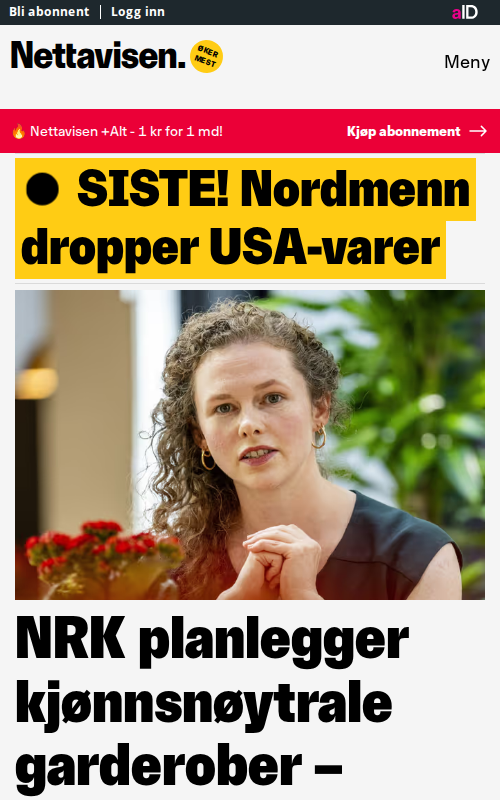 Bli abonnent | Logg inn
aID
Nettavisen.
ØKER
MEST
Meny
Nettavisen +Alt - 1 kr for 1 md!
Kjøp abonnement →
SISTE! Nordmenn
dropper USA-varer
NRK planlegger
kjønnsnøytrale
garderober –